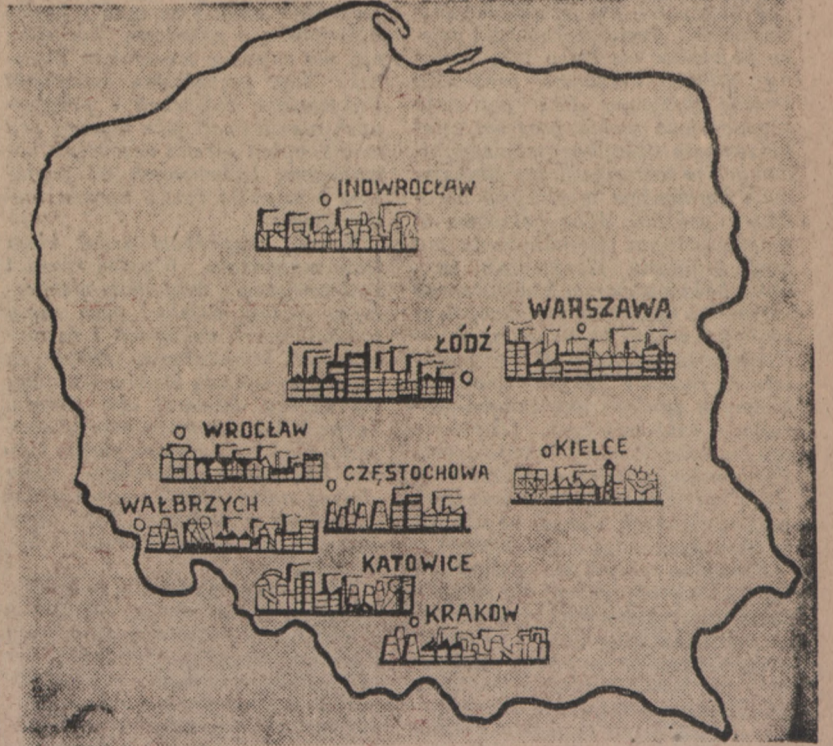 INOWROCŁAW
WARSZAWA
ŁÓDŹ
WROCŁAW
KIELCE
CZĘSTOCHOWA
WAŁBRZYCH
KATOWICE
KRAKÓW